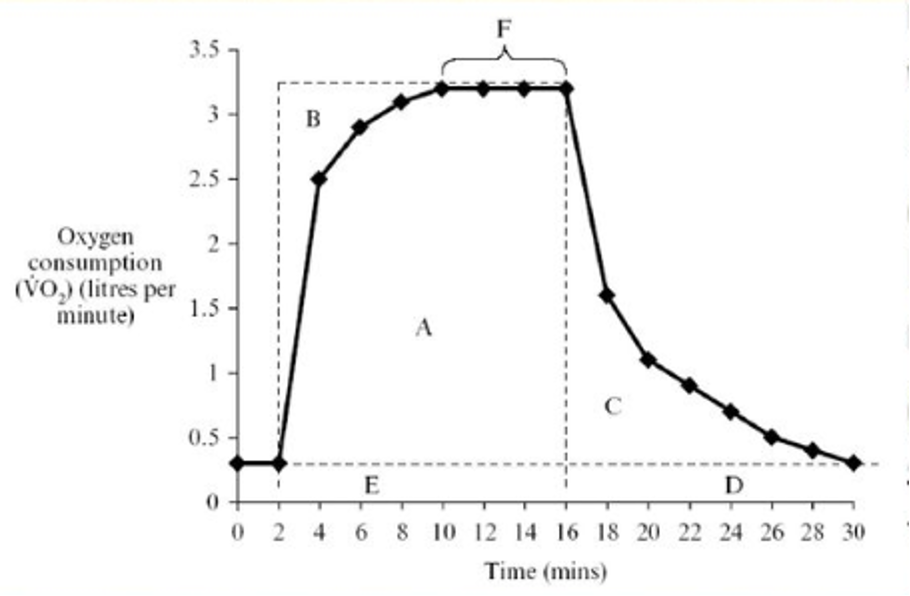 F
3.5
3
2.5
2
1.5
1
0.5
0
B
A
C
E
D
Oxygen
consumption
(V̇O₂) (litres per
minute)
0 2 4 6 8 10 12 14 16 18 20 22 24 26 28 30
Time (mins)